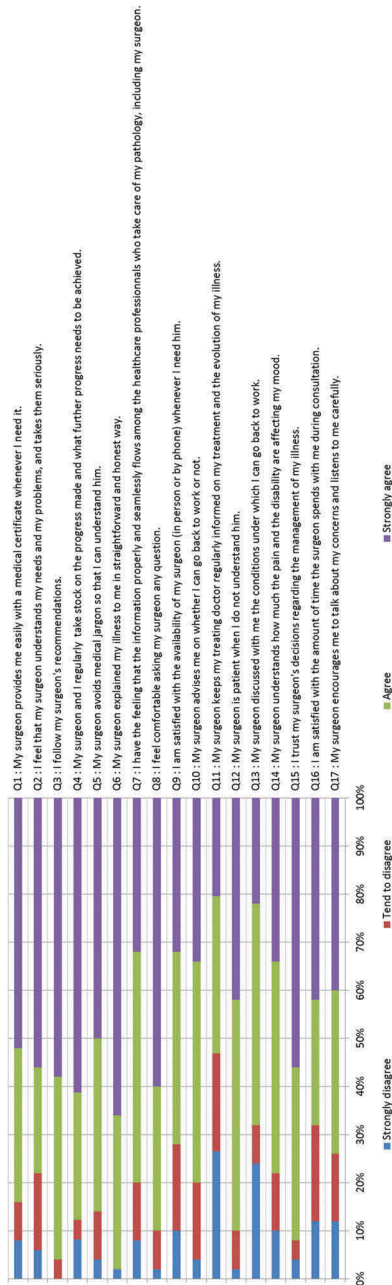 Q1 : My surgeon provides me easily with a medical certificate whenever I need it.
Q2 : I feel that my surgeon understands my needs and my problems, and takes them seriously.
Q3 : I follow my surgeon's recommendations.
Q4 : My surgeon and I regularly take stock on the progress made and what further progress needs to be achieved.
Q5 : My surgeon avoids medical jargon so that I can understand him.
Q6 : My surgeon explained my illness to me in straightforward and honest way.
Q7 : I have the feeling that the information properly and seamlessly flows among the healthcare professionals who take care of my pathology, including my surgeon.
Q8 : I feel comfortable asking my surgeon any question.
Q9 : I am satisfied with the availability of my surgeon (in person or by phone) whenever I need him.
Q10 : My surgeon advises me on whether I can go back to work or not.
Q11 : My surgeon keeps my treating doctor regularly informed on my treatment and the evolution of my illness.
Q12 : My surgeon is patient when I do not understand him.
Q13 : My surgeon discussed with me the conditions under which I can go back to work.
Q14 : My surgeon understands how much the pain and the disability are affecting my mood.
Q15 : I trust my surgeon's decisions regarding the management of my illness.
Q16 : I am satisfied with the amount of time the surgeon spends with me during consultation.
Q17 : My surgeon encourages me to talk about my concerns and listens to me carefully.
0% 10% 20% 30% 40% 50% 60% 70% 80% 90% 100%
Strongly disagree Tend to disagree Agree Strongly agree